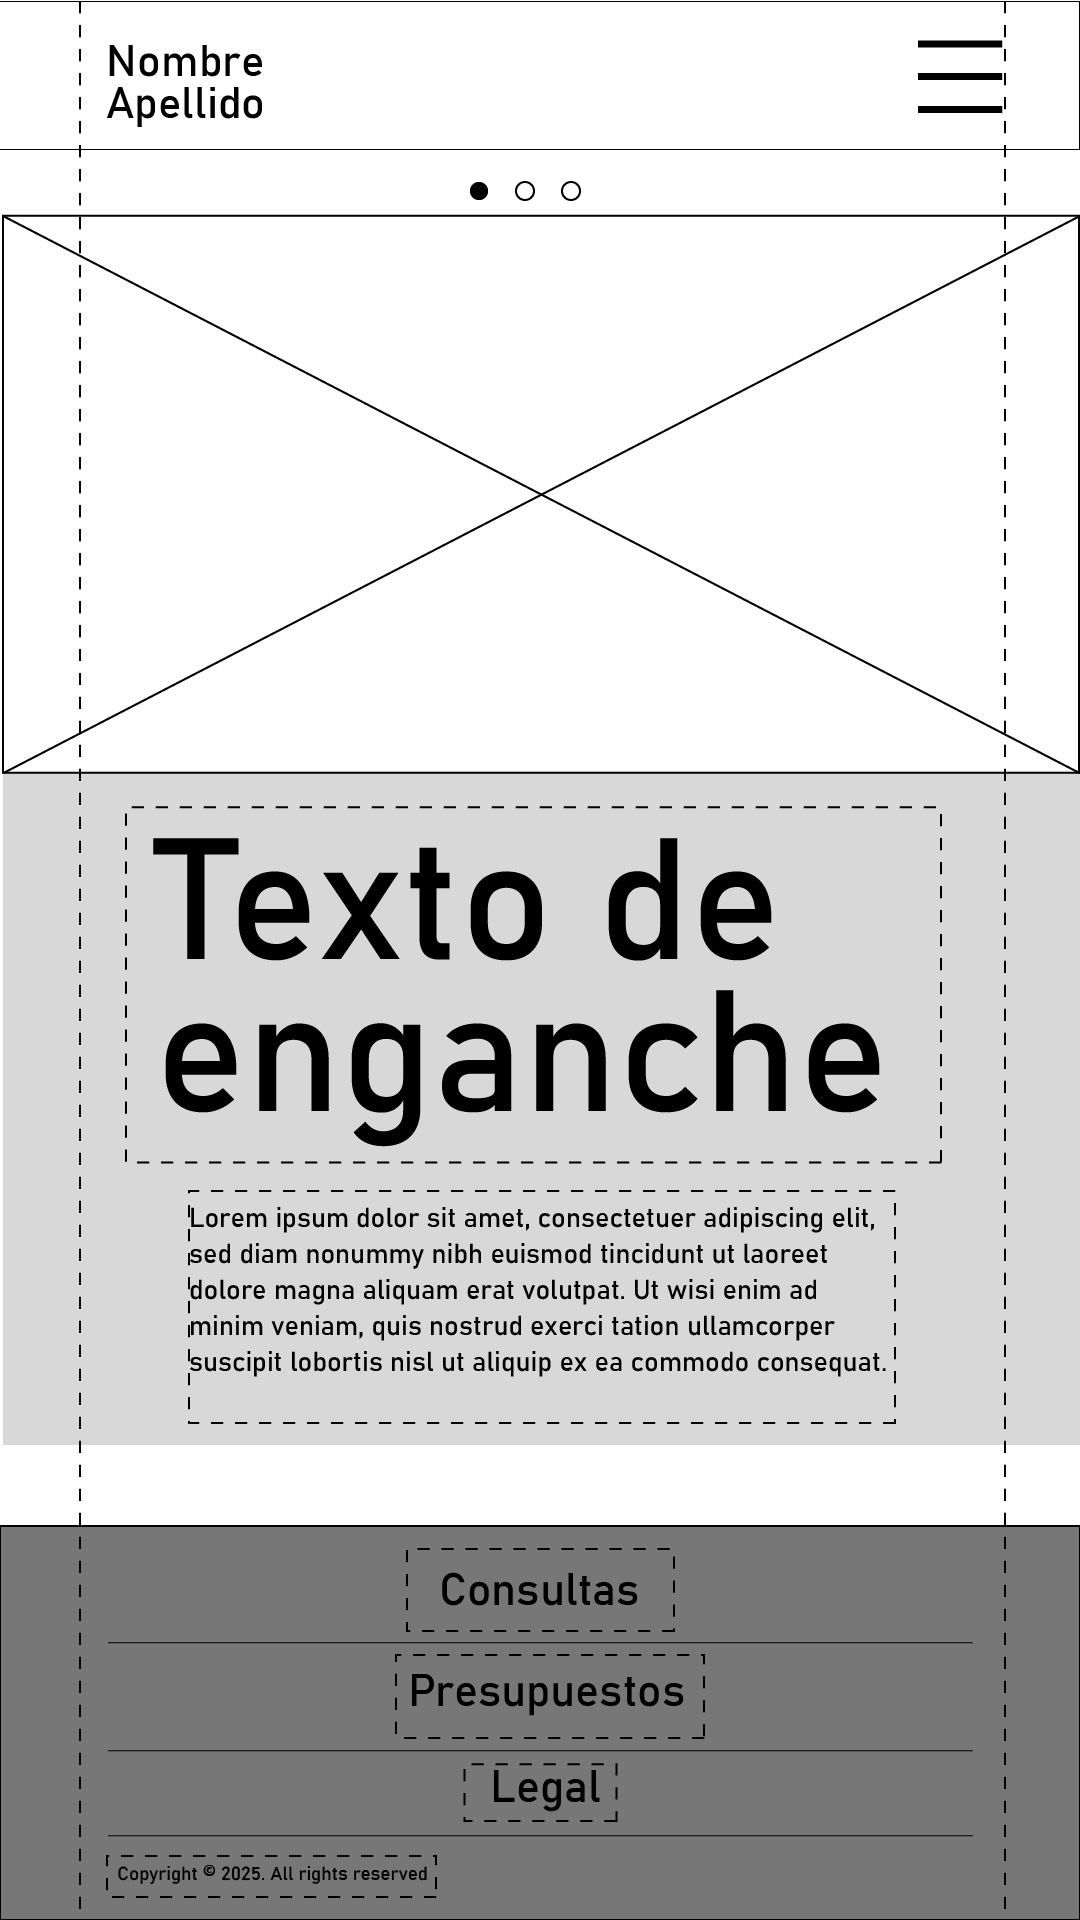 Nombre
Apellido
Texto de
enganche
Lorem ipsum dolor sit amet, consectetuer adipiscing elit,
sed diam nonummy nibh euismod tincidunt ut laoreet
dolore magna aliquam erat volutpat. Ut wisi enim ad
minim veniam, quis nostrud exerci tation ullamcorper
suscipit lobortis nisl ut aliquip ex ea commodo consequat.
Consultas
Presupuestos
Legal
Copyright © 2025. All rights reserved